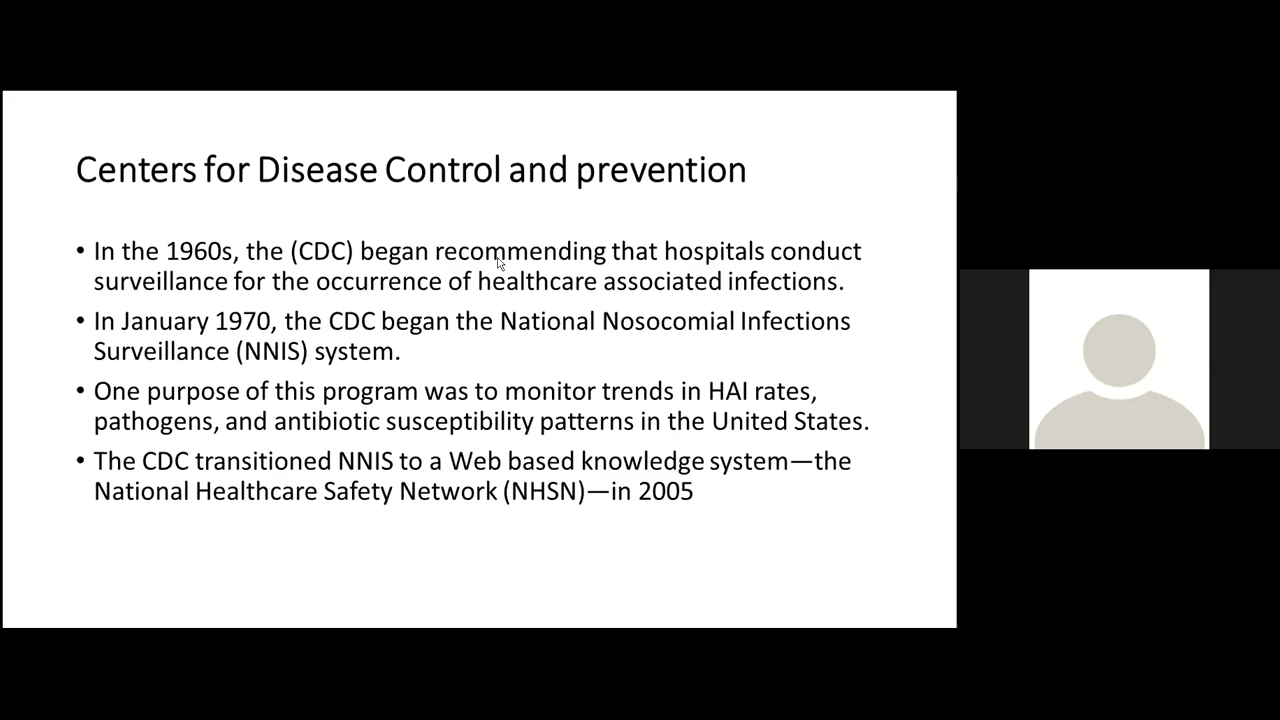 Centers for Disease Control and prevention
• In the 1960s, the (CDC) began recommending that hospitals conduct
surveillance for the occurrence of healthcare associated infections.
• In January 1970, the CDC began the National Nosocomial Infections
Surveillance (NNIS) system.
• One purpose of this program was to monitor trends in HAI rates,
pathogens, and antibiotic susceptibility patterns in the United States.
• The CDC transitioned NNIS to a Web based knowledge system—the
National Healthcare Safety Network (NHSN)—in 2005